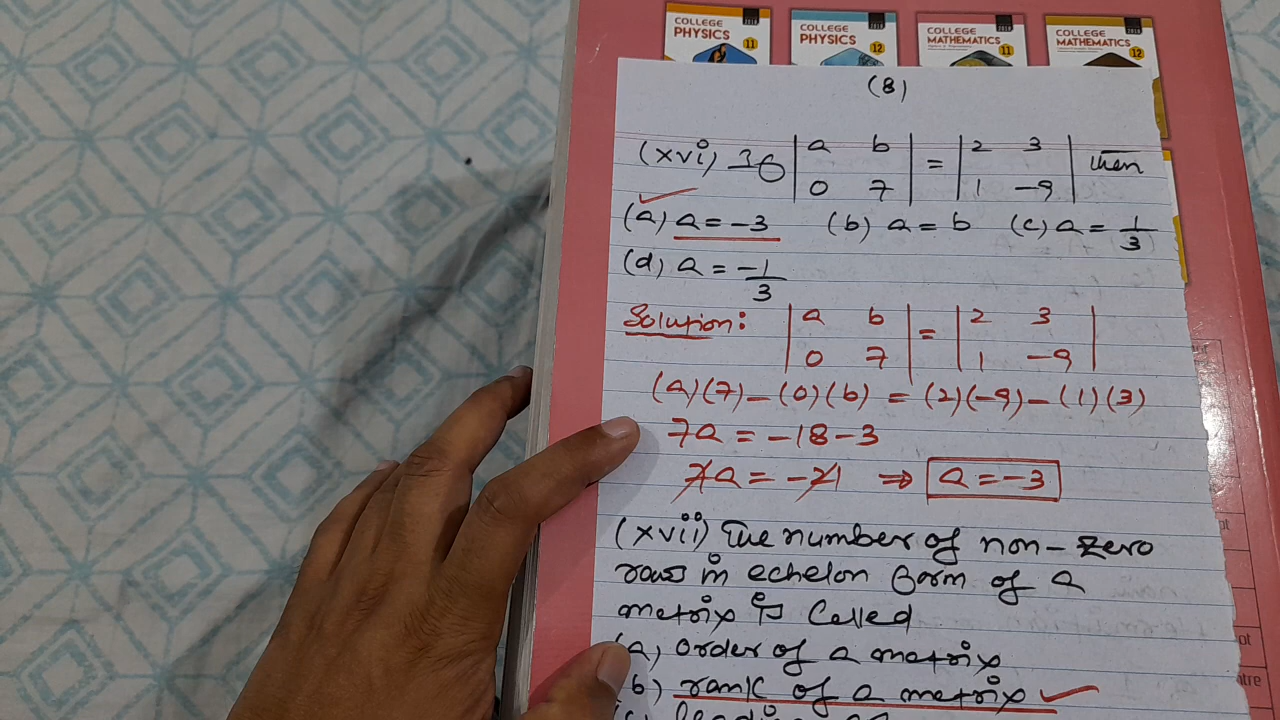 COLLEGE PHYSICS 11
COLLEGE PHYSICS 12
COLLEGE MATHEMATICS 11
COLLEGE MATHEMATICS 12
(8)
(xvi) If |a b; 0 7| = |2 3; 1 -9| then
(a) a = -3 (b) a = b (c) a = 1/3
(d) a = -1/3
Solution: |a b; 0 7| = |2 3; 1 -9|
(a)(7) - (0)(b) = (2)(-9) - (1)(3)
7a = -18 - 3
7a = -21 ⇒ a = -3
(xvii) The number of non-zero
rows in echelon form of a
metrix is Called
(a) order of a metrix
(b) rank of a metrix ✓